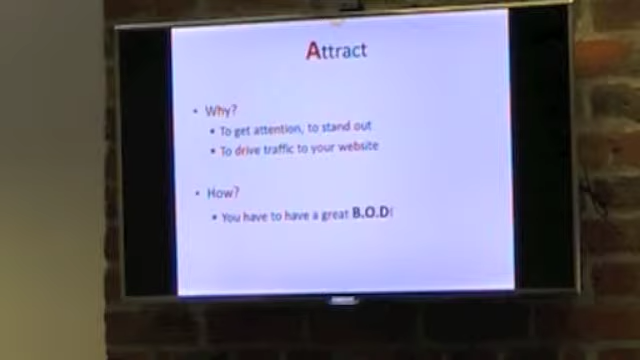 Attract
• Why?
• To get attention, to stand out
• To drive traffic to your website
• How?
• You have to have a great B.O.D!